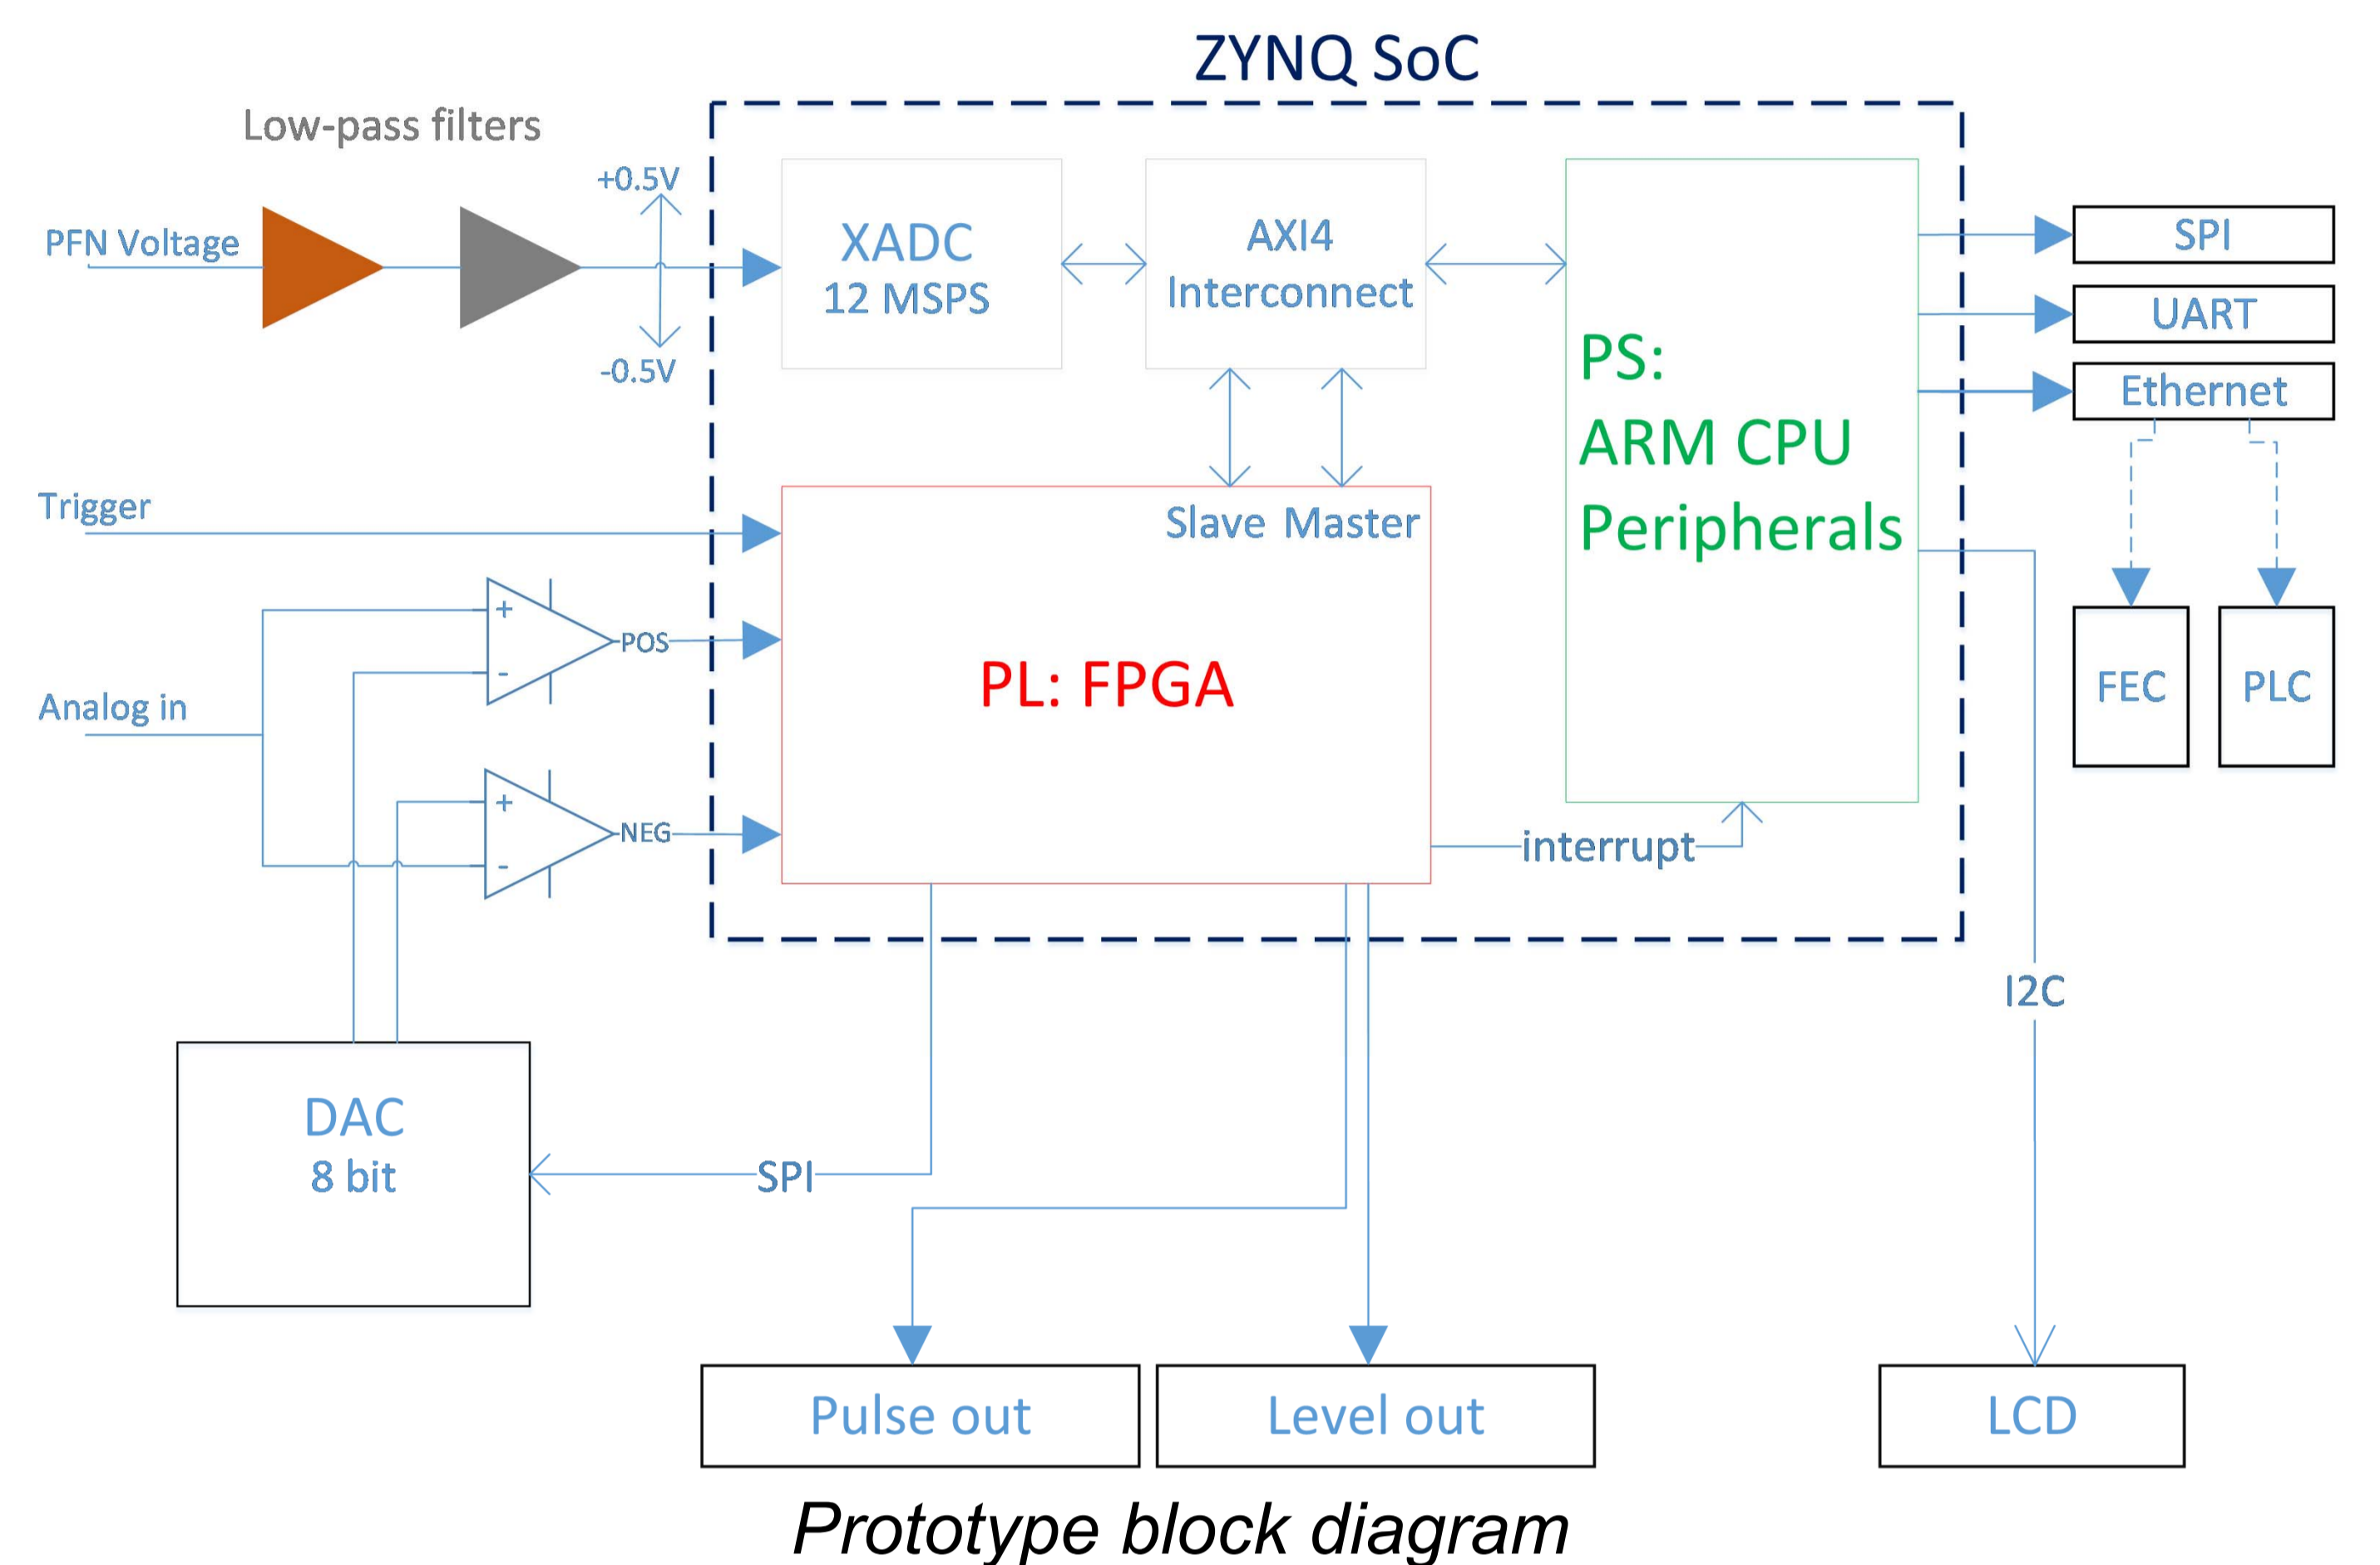 ZYNQ SoC
Low-pass filters
+0.5V
PFN Voltage
-0.5V
XADC
12 MSPS
AXI4
Interconnect
PS:
ARM CPU
Peripherals
SPI
UART
Ethernet
FEC
PLC
Trigger
Slave Master
POS
PL: FPGA
Analog in
NEG
+
-
+
-
interrupt
I2C
DAC
8 bit
SPI
Pulse out
Level out
LCD
Prototype block diagram